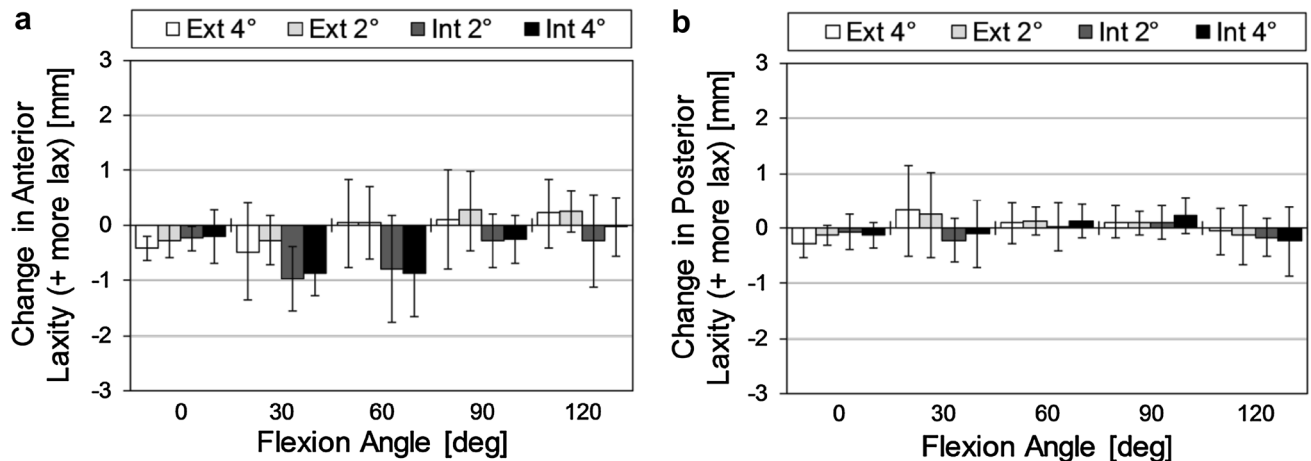 a
Ext 4° Ext 2° Int 2° Int 4°
Change in Anterior
Laxity (+ more lax) [mm]
3
2
1
0
-1
-2
-3
0 30 60 90 120
Flexion Angle [deg]
b
Ext 4° Ext 2° Int 2° Int 4°
Change in Posterior
Laxity (+ more lax) [mm]
3
2
1
0
-1
-2
-3
0 30 60 90 120
Flexion Angle [deg]